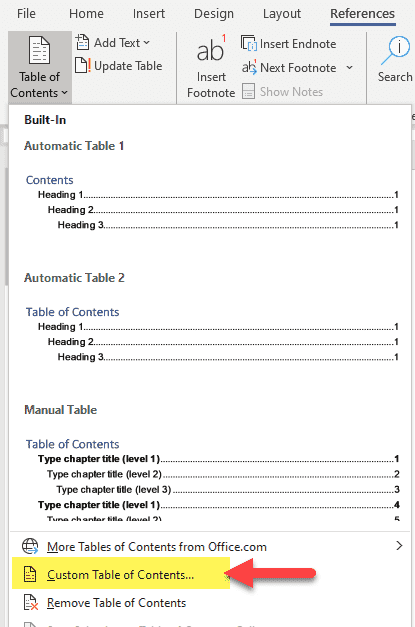 File Home Insert Design Layout References
Table of Contents
Add Text
Update Table
ab 1
Insert Footnote
Insert Endnote
ab Next Footnote
Show Notes
Search
Built-In
Automatic Table 1
Contents
Heading 1.....1
Heading 2.....1
Heading 3.....1
Automatic Table 2
Table of Contents
Heading 1.....1
Heading 2.....1
Heading 3.....1
Manual Table
Table of Contents
Type chapter title (level 1).....1
Type chapter title (level 2).....2
Type chapter title (level 3).....3
Type chapter title (level 1).....4
Type chapter title (level 2).....5
More Tables of Contents from Office.com
Custom Table of Contents...
Remove Table of Contents